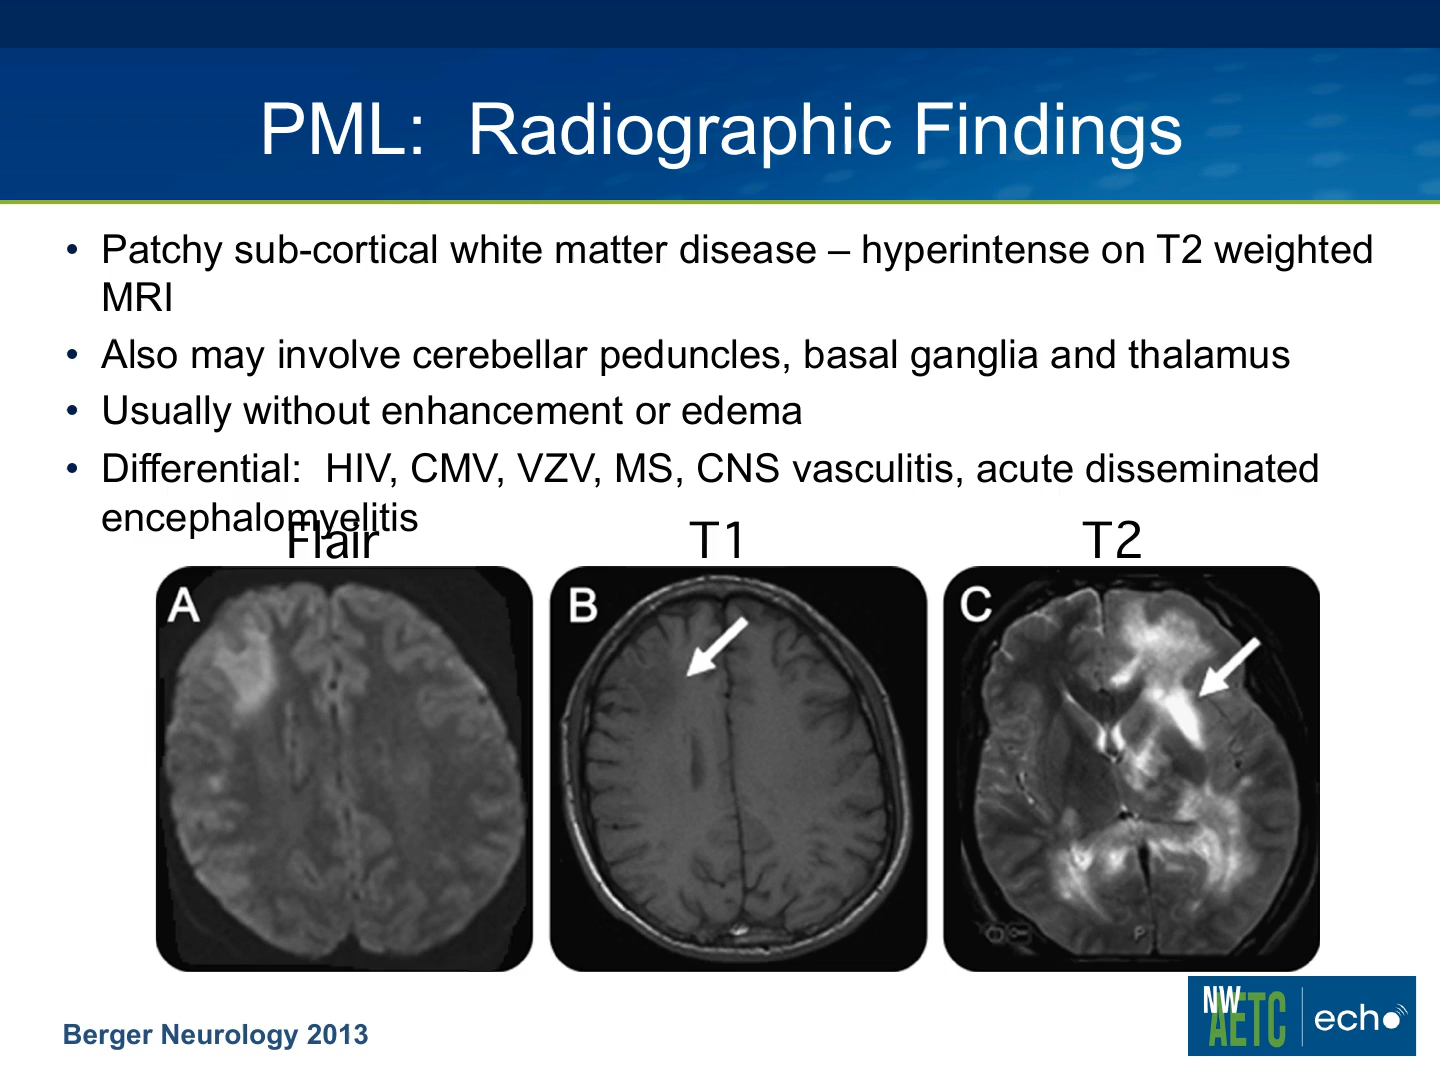 PML:  Radiographic Findings
• Patchy sub-cortical white matter disease – hyperintense on T2 weighted
MRI
• Also may involve cerebellar peduncles, basal ganglia and thalamus
• Usually without enhancement or edema
• Differential:  HIV, CMV, VZV, MS, CNS vasculitis, acute disseminated
encephalomyelitis
Flair T1 T2
A B C
P
Berger Neurology 2013
NW AETC echo